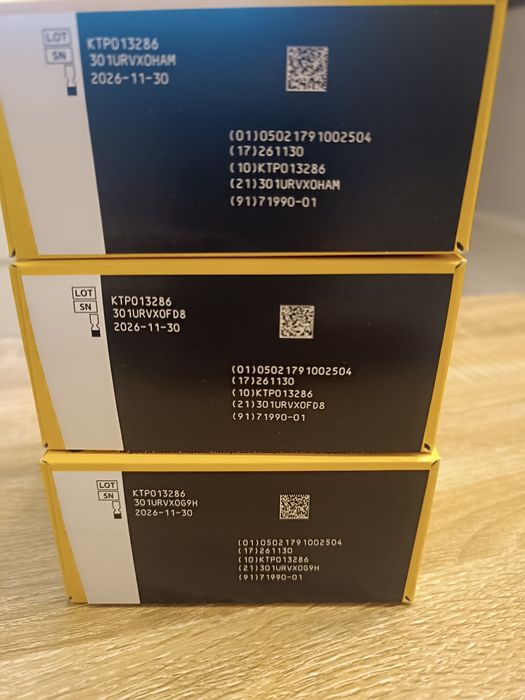 LOT
SN
KTP013286
301URVX0HAM
2026-11-30
(01)05021791002504
(17)261130
(10)KTP013286
(21)301URVX0HAM
(91)71990-01
LOT
SN
KTP013286
301URVX0FD8
2026-11-30
(01)05021791002504
(17)261130
(10)KTP013286
(21)301URVX0FD8
(91)71990-01
LOT
SN
KTP013286
301URVX0G9H
2026-11-30
(01)05021791002504
(17)261130
(10)KTP013286
(21)301URVX0G9H
(91)71990-01